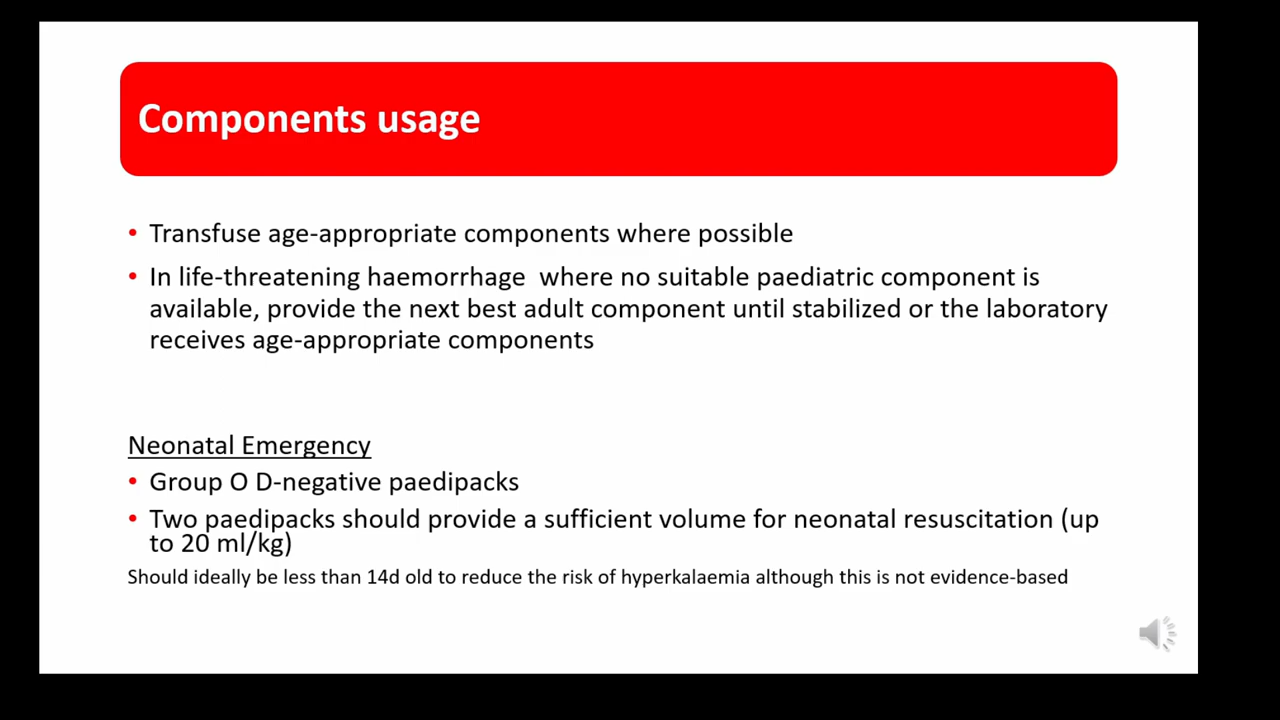 Components usage
• Transfuse age-appropriate components where possible
• In life-threatening haemorrhage  where no suitable paediatric component is
available, provide the next best adult component until stabilized or the laboratory
receives age-appropriate components
Neonatal Emergency
• Group O D-negative paedipacks
• Two paedipacks should provide a sufficient volume for neonatal resuscitation (up
to 20 ml/kg)
Should ideally be less than 14d old to reduce the risk of hyperkalaemia although this is not evidence-based